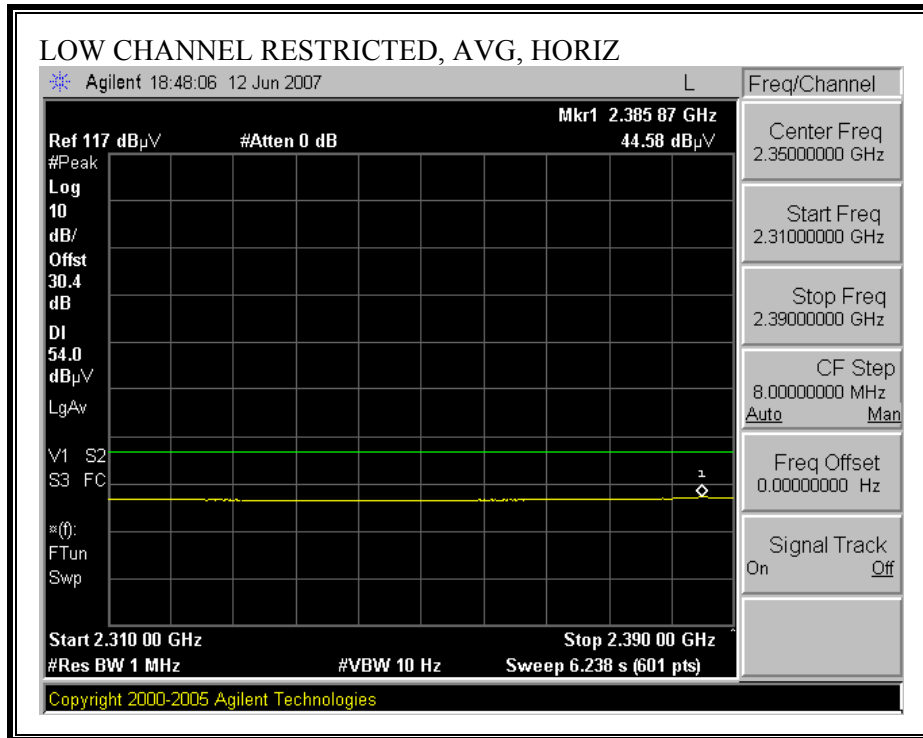 LOW CHANNEL RESTRICTED, AVG, HORIZ
Agilent 18:48:06 12 Jun 2007 L
Freq/Channel
Mkr1 2.385 87 GHz
Ref 117 dBµV #Atten 0 dB 44.58 dBµV
#Peak
Log
10
dB/
Offst
30.4
dB
DI
54.0
dBµV
LgAv
V1 S2
S3 FC
¤(f):
FTun
Swp
1
Start 2.310 00 GHz Stop 2.390 00 GHz ^
#Res BW 1 MHz #VBW 10 Hz Sweep 6.238 s (601 pts)
Center Freq
2.35000000 GHz
Start Freq
2.31000000 GHz
Stop Freq
2.39000000 GHz
CF Step
8.00000000 MHz
Auto Man
Freq Offset
0.00000000 Hz
Signal Track
On Off
Copyright 2000-2005 Agilent Technologies